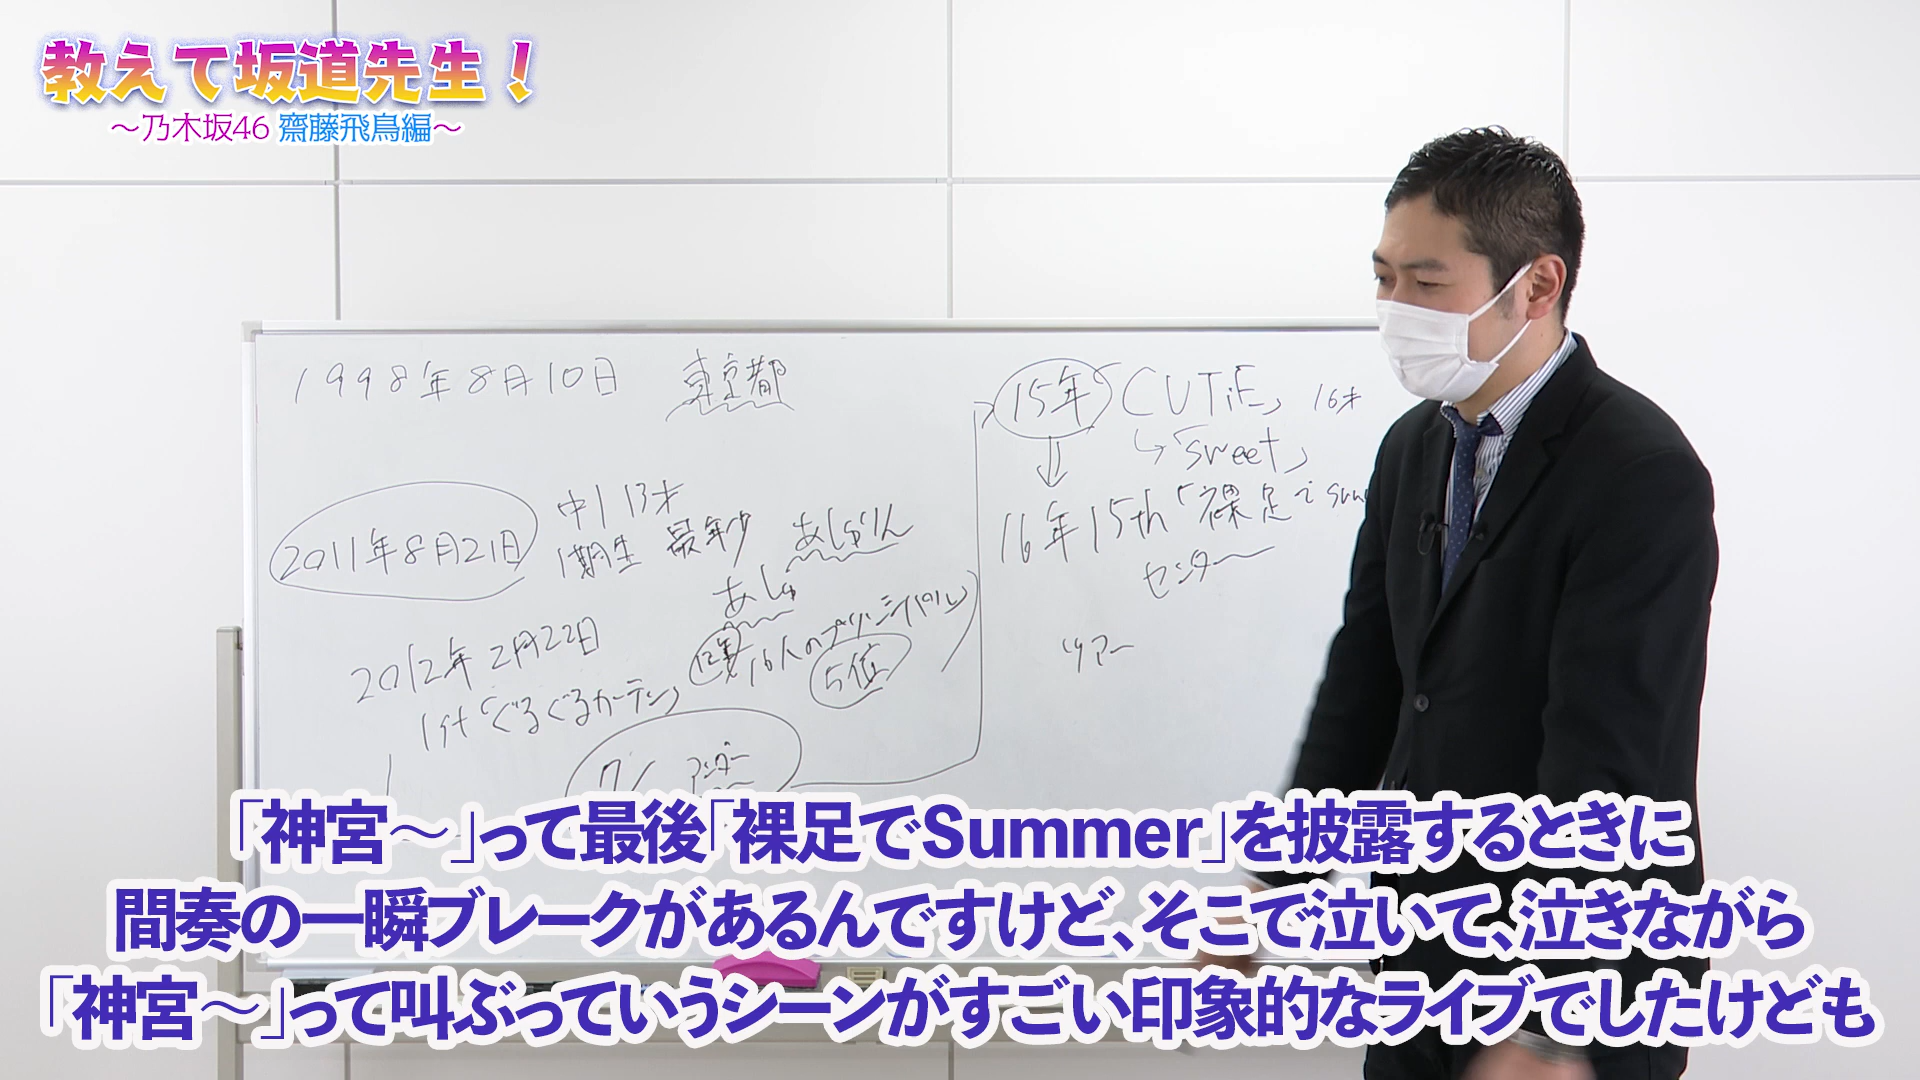 教えて坂道先生！
〜乃木坂46 齋藤飛鳥編〜
1998年8月10日 東京都
2011年8月21日
中1 13才
1期生 最年少 あしゅりん
あしゅ
2012年2月22日
1st「ぐるぐるカーテン」
12年 16人のプリンシパル
5位
アンダー
15年 「CUTiE」 16才
↳「sweet」
16年15th「裸足で
センター
ツアー
「神宮〜」って最後「裸足でSummer」を披露するときに
間奏の一瞬ブレークがあるんですけど、そこで泣いて、泣きながら
「神宮〜」って叫ぶっていうシーンがすごい印象的なライブでしたけども